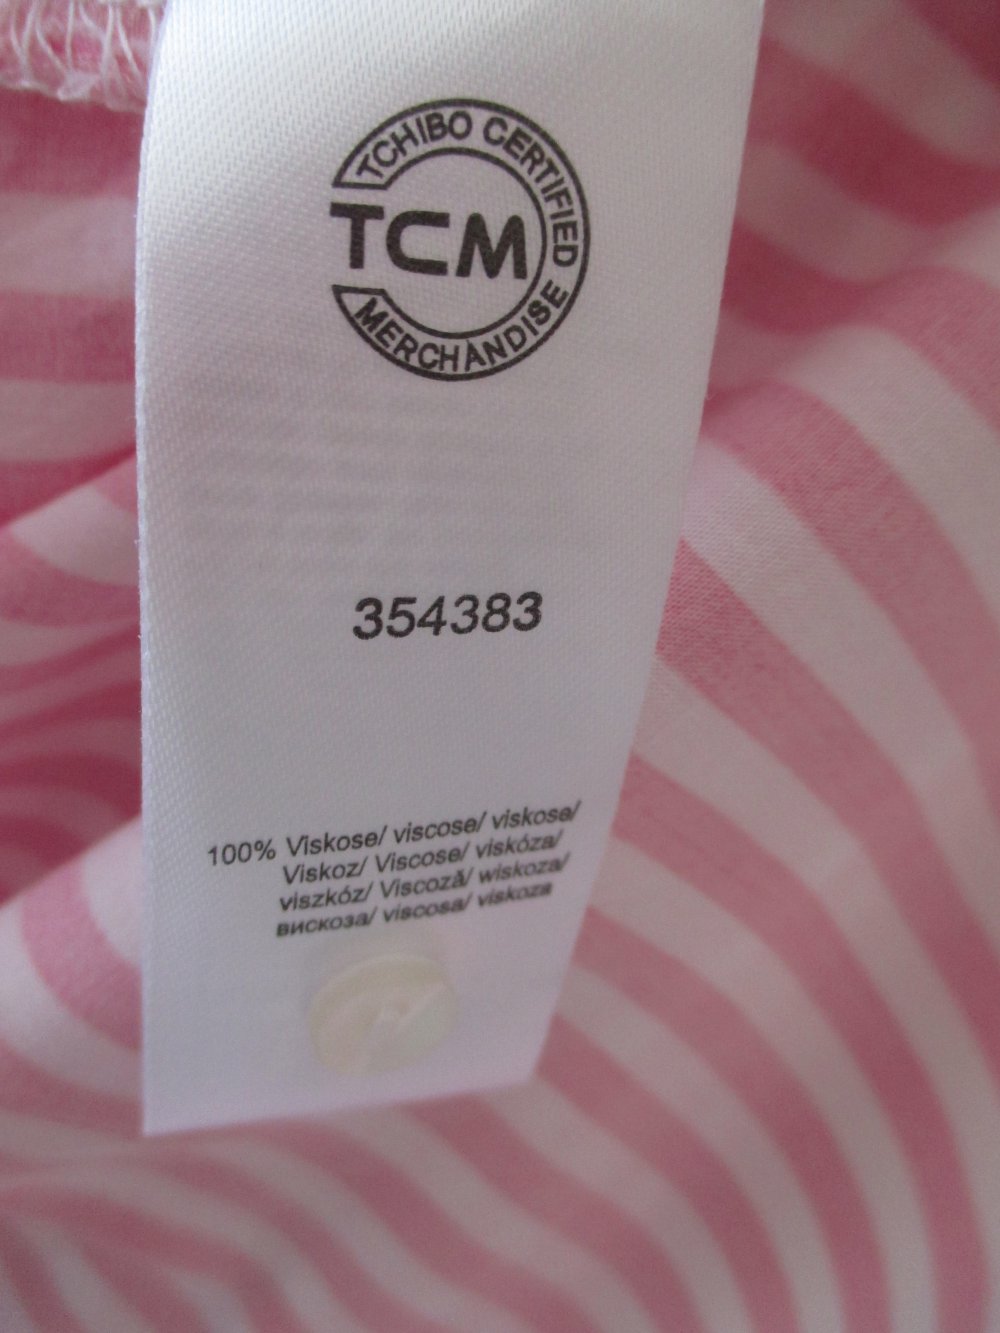 TCHIBO CERTIFIED
TCM
MERCHANDISE
354383
100% Viskose/ viscose/ viskose/
Viskoz/ Viscose/ viskóza/
viszkóz/ Viscoză/ wiskoza/
вискоза/ viscosa/ viskoza